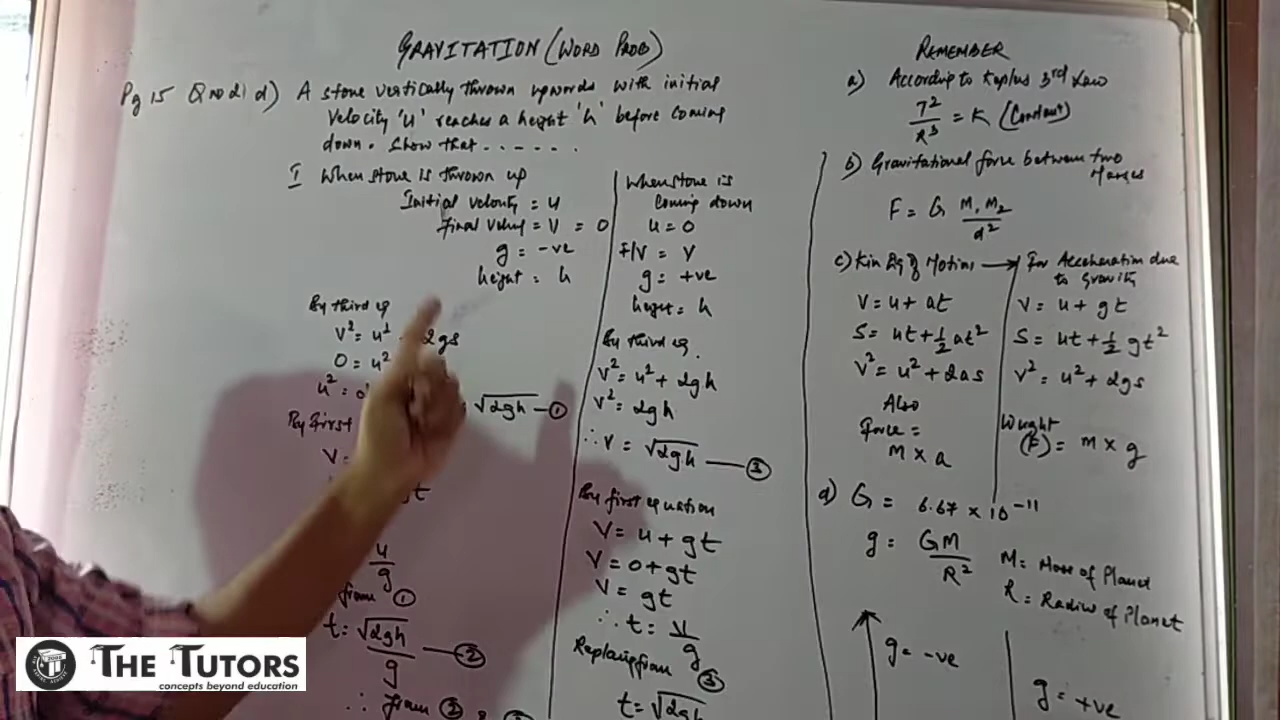 GRAVITATION (WORD PROB)
Pg 15 Q no 2) d) A stone vertically thrown upwards with initial
velocity 'u' reaches a height 'h' before coming
down. Show that . . . . . .
I When stone is thrown up
Initial velocity = u
Final = V = 0
g = -ve
height = h
By third eq
V² = u² 2gs
0 = u²
u² =
√2gh —①
By First
V =
gt
u/g
from ①
t = √2gh/g —②
∴ from ②
When stone is
coming down
u = 0
F/V = V
g = +ve
height = h
By third eq.
V² = u² + 2gh
V² = 2gh
∴ V = √2gh —③
By first equation
V = u + gt
V = 0 + gt
V = gt
∴ t = V/g
from ③
t = √2gh
REMEMBER
a) According to Keplus 3rd Law
T²/R³ = K (Constant)
b) Gravitational force between two
Masses
F = G M₁ M₂/d²
c) Kin Eq of Motion → For Acceleration due
to Gravity
V = u + at
S = ut + ½ at²
V² = u² + 2as
Also
Force =
M × a
V = u + gt
S = ut + ½ gt²
V² = u² + 2gs
Weight
(F) = m × g
d) G = 6.67 × 10⁻¹¹
g = GM/R²
M = Mass of Planet
R = Radius of Planet
g = -ve
g = +ve
THE TUTORS
concepts beyond education